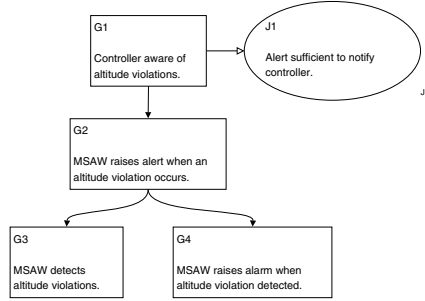 G1
Controller aware of
altitude violations.
J1
Alert sufficient to notify
controller.
J
G2
MSAW raises alert when an
altitude violation occurs.
G3
MSAW detects
altitude violations.
G4
MSAW raises alarm when
altitude violation detected.